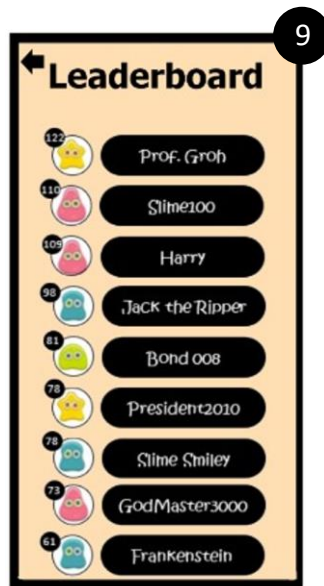 9
Leaderboard
122
Prof. Groh
110
Slime100
109
Harry
98
Jack the Ripper
81
Bond 008
78
President2010
78
Slime Smiley
73
GodMaster3000
61
Frankenstein